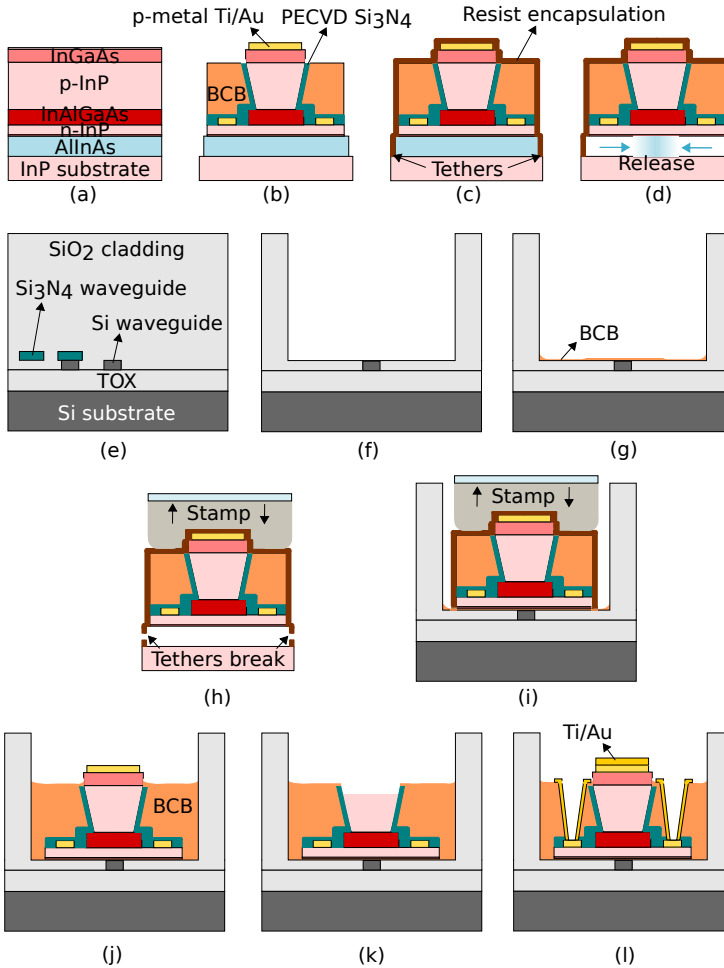 p-metal Ti/Au
PECVD Si3N4
InGaAs
p-InP
InAlGaAs
n-InP
AlInAs
InP substrate
BCB
Resist encapsulation
Tethers
Release
(a)
(b)
(c)
(d)
SiO2 cladding
Si3N4 waveguide
Si waveguide
TOX
Si substrate
BCB
(e)
(f)
(g)
Stamp
Tethers break
Stamp
(h)
(i)
Ti/Au
BCB
(j)
(k)
(l)